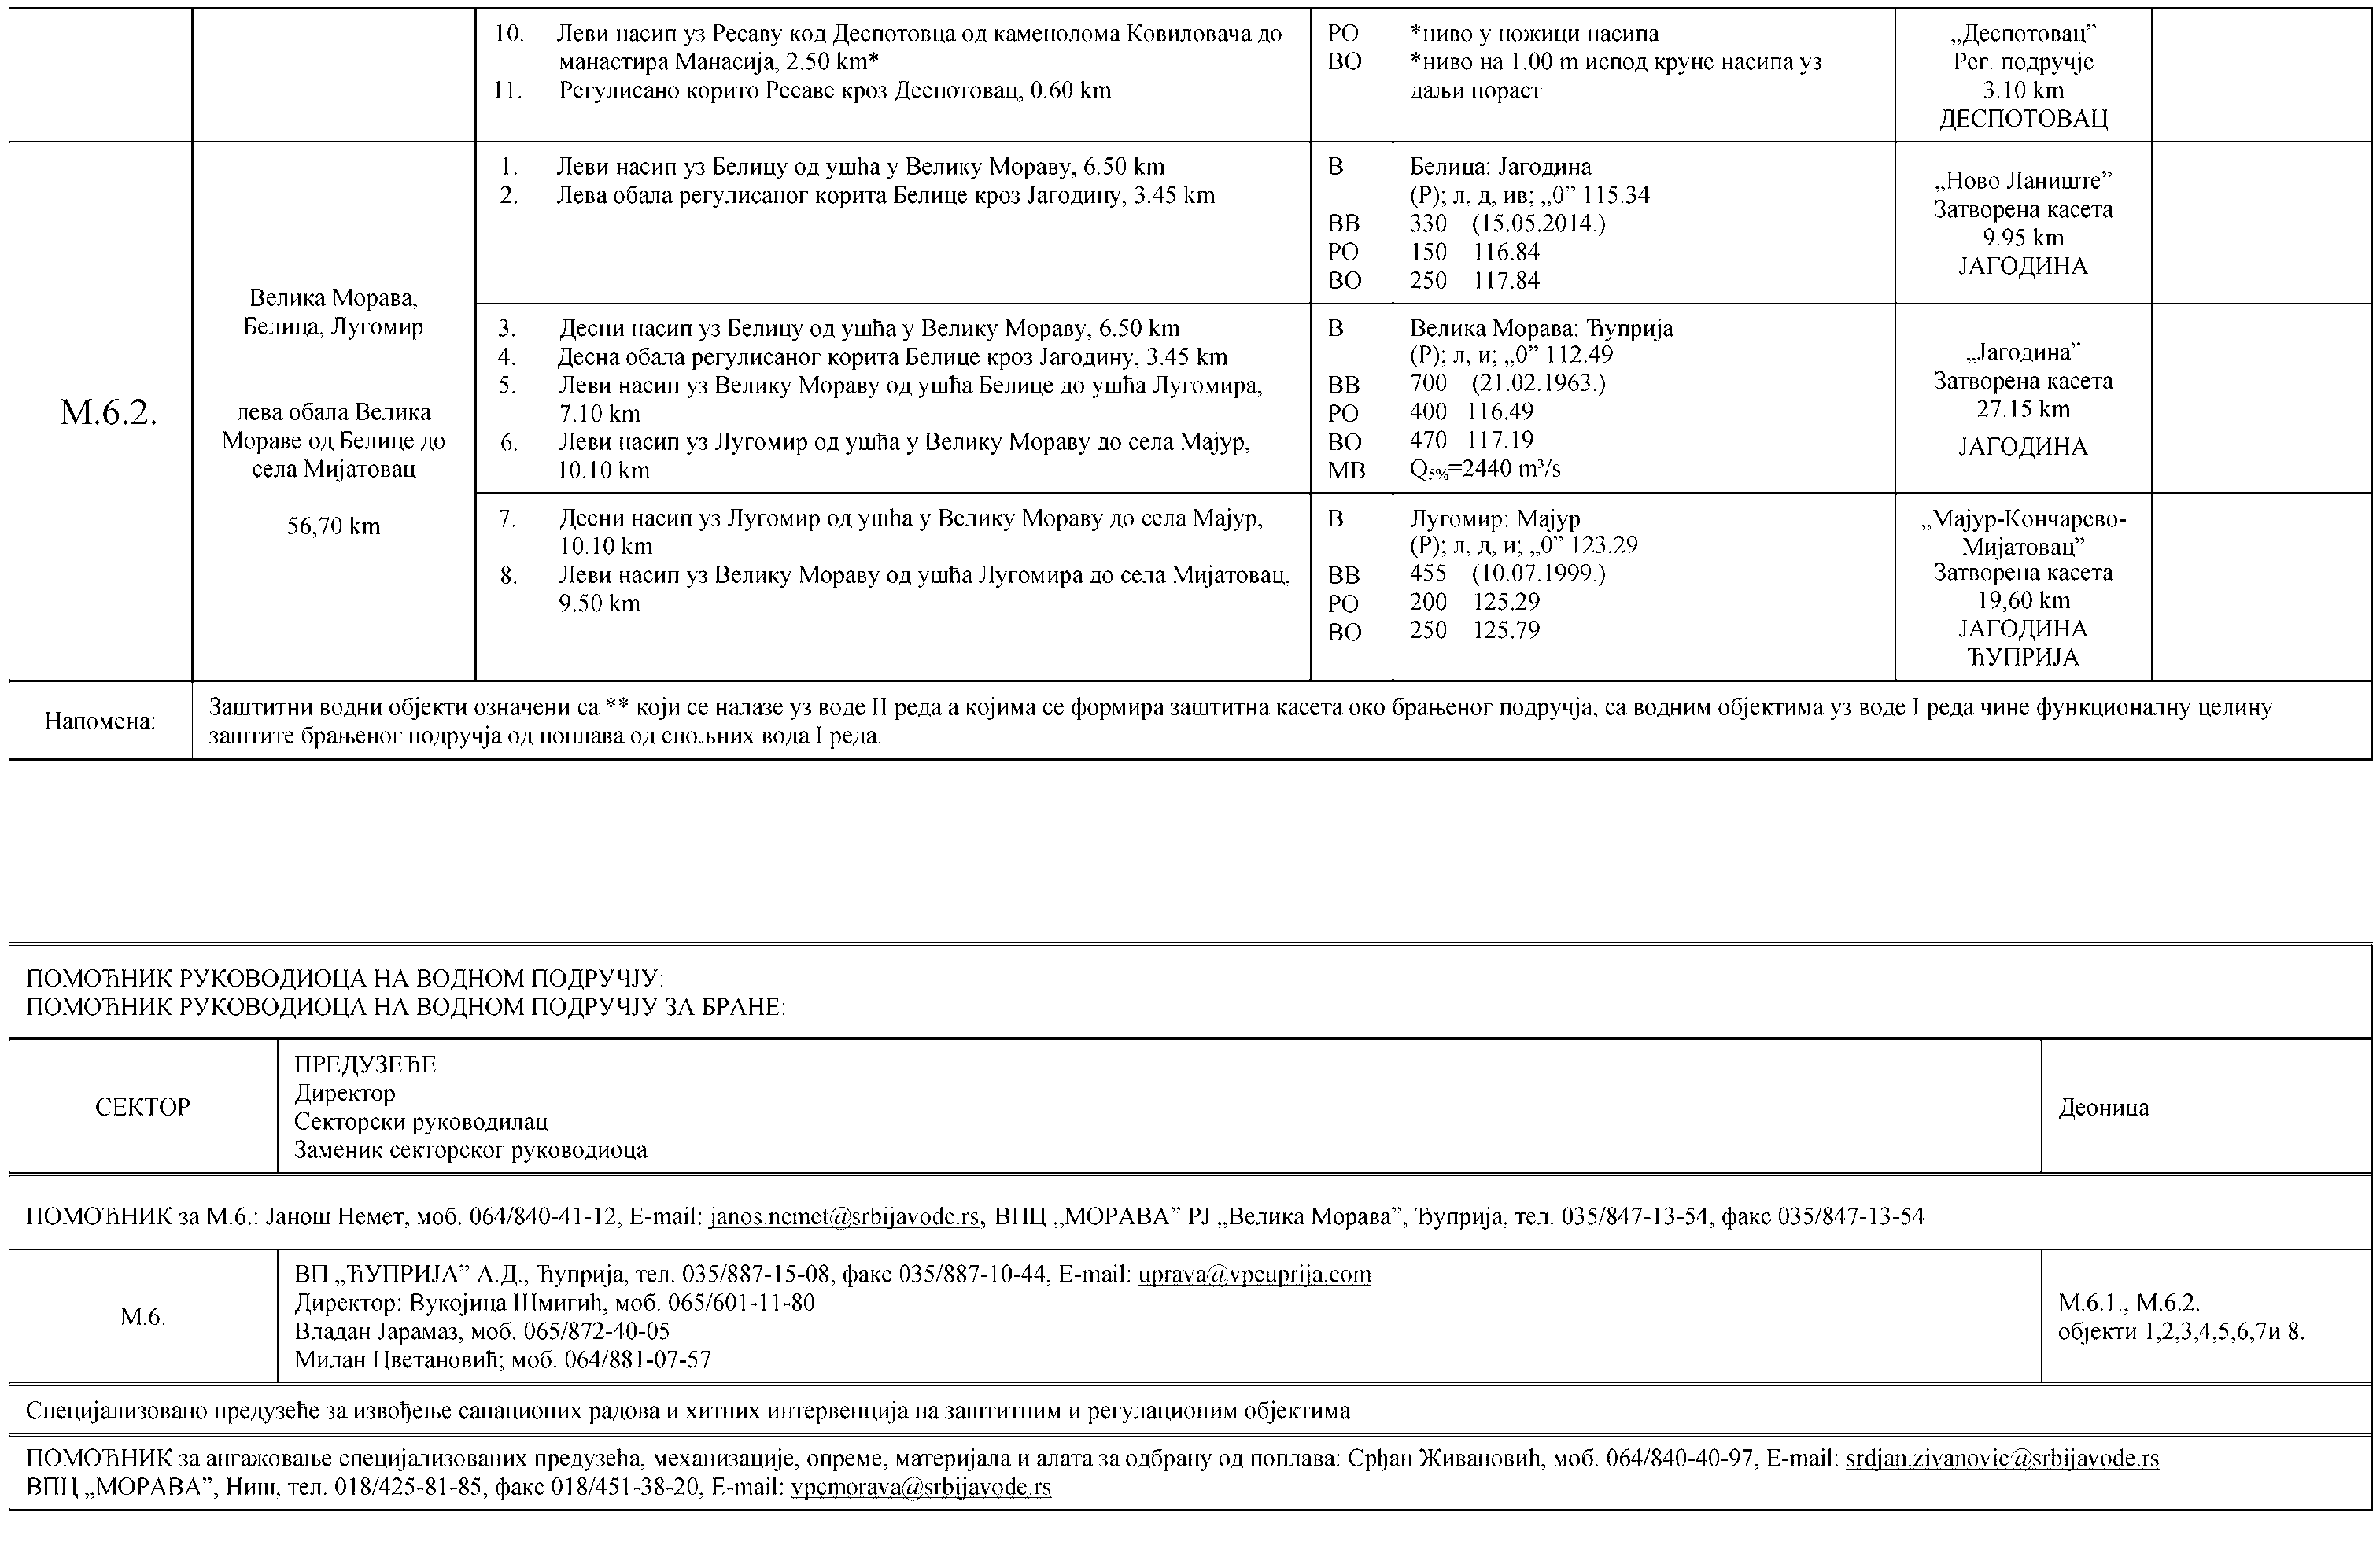 10. Леви насип уз Ресаву код Деспотовца од каменолома Ковиловача до
манастира Манасија, 2.50 km*
11. Регулисано корито Ресаве кроз Деспотовац, 0.60 km
РО *ниво у ножици насипа
ВО *ниво на 1.00 m испод круне насипа уз
даљи пораст
„Деспотовац”
Рег. подручје
3.10 km
ДЕСПОТОВАЦ
М.6.2.
Велика Морава,
Белица, Лугомир
лева обала Велика
Мораве од Белице до
села Мијатовац
56,70 km
1. Леви насип уз Белицу од ушћа у Велику Мораву, 6.50 km
2. Лева обала регулисаног корита Белице кроз Јагодину, 3.45 km
В Белица: Јагодина
(Р); л, д, ив; „0” 115.34
ВВ 330 (15.05.2014.)
РО 150 116.84
ВО 250 117.84
„Ново Ланиште”
Затворена касета
9.95 km
ЈАГОДИНА
3. Десни насип уз Белицу од ушћа у Велику Мораву, 6.50 km
4. Десна обала регулисаног корита Белице кроз Јагодину, 3.45 km
5. Леви насип уз Велику Мораву од ушћа Белице до ушћа Лугомира,
7.10 km
6. Леви насип уз Лугомир од ушћа у Велику Мораву до села Мајур,
10.10 km
В Велика Морава: Ћуприја
(Р); л, и; „0” 112.49
ВВ 700 (21.02.1963.)
РО 400 116.49
ВО 470 117.19
МВ Q5%=2440 m³/s
„Јагодина”
Затворена касета
27.15 km
ЈАГОДИНА
7. Десни насип уз Лугомир од ушћа у Велику Мораву до села Мајур,
10.10 km
8. Леви насип уз Велику Мораву од ушћа Лугомира до села Мијатовац,
9.50 km
В Лугомир: Мајур
(Р); л, д, и; „0” 123.29
ВВ 455 (10.07.1999.)
РО 200 125.29
ВО 250 125.79
„Мајур-Кончарево-
Мијатовац”
Затворена касета
19,60 km
ЈАГОДИНА
ЋУПРИЈА
Напомена:
Заштитни водни објекти означени са ** који се налазе уз воде II реда а којима се формира заштитна касета око брањеног подручја, са водним објектима уз воде I реда чине функционалну целину
заштите брањеног подручја од поплава од спољних вода I реда.
ПОМОЋНИК РУКОВОДИОЦА НА ВОДНОМ ПОДРУЧЈУ:
ПОМОЋНИК РУКОВОДИОЦА НА ВОДНОМ ПОДРУЧЈУ ЗА БРАНЕ:
СЕКТОР
ПРЕДУЗЕЋЕ
Директор
Секторски руководилац
Заменик секторског руководиоца
Деоница
ПОМОЋНИК за М.6.: Јанош Немет, моб. 064/840-41-12, E-mail: janos.nemet@srbijavode.rs, ВПЦ „МОРАВА” РЈ „Велика Морава”, Ћуприја, тел. 035/847-13-54, факс 035/847-13-54
М.6.
ВП „ЋУПРИЈА” А.Д., Ћуприја, тел. 035/887-15-08, факс 035/887-10-44, E-mail: uprava@vpcuprija.com
Директор: Вукојица Шмигић, моб. 065/601-11-80
Владан Јарамаз, моб. 065/872-40-05
Милан Цветановић; моб. 064/881-07-57
М.6.1., М.6.2.
објекти 1,2,3,4,5,6,7и 8.
Специјализовано предузеће за извођење санационих радова и хитних интервенција на заштитним и регулационим објектима
ПОМОЋНИК за ангажовање специјализованих предузећа, механизације, опреме, материјала и алата за одбрану од поплава: Срђан Живановић, моб. 064/840-40-97, E-mail: srdjan.zivanovic@srbijavode.rs
ВПЦ „МОРАВА”, Ниш, тел. 018/425-81-85, факс 018/451-38-20, E-mail: vpcmorava@srbijavode.rs